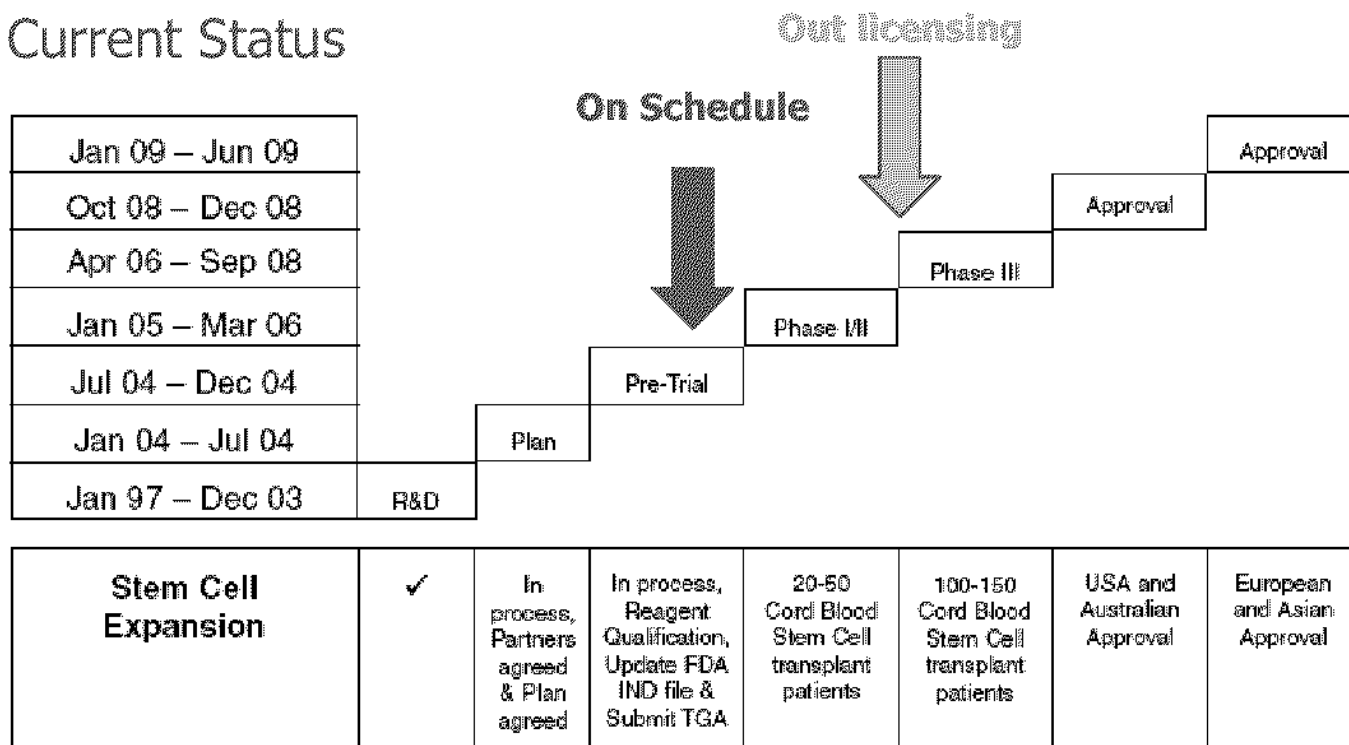 Current Status
Out licensing
On Schedule
Jan 09 – Jun 09
Approval
Oct 08 – Dec 08
Approval
Apr 06 – Sep 08
Phase III
Jan 05 – Mar 06
Phase I/II
Jul 04 – Dec 04
Pre-Trial
Jan 04 – Jul 04
Plan
Jan 97 – Dec 03
R&D
Stem Cell
Expansion
✓
In
process,
Partners
agreed
& Plan
agreed
In process,
Reagent
Qualification,
Update FDA
IND file &
Submit TGA
20-50
Cord Blood
Stem Cell
transplant
patients
100-150
Cord Blood
Stem Cell
transplant
patients
USA and
Australian
Approval
European
and Asian
Approval